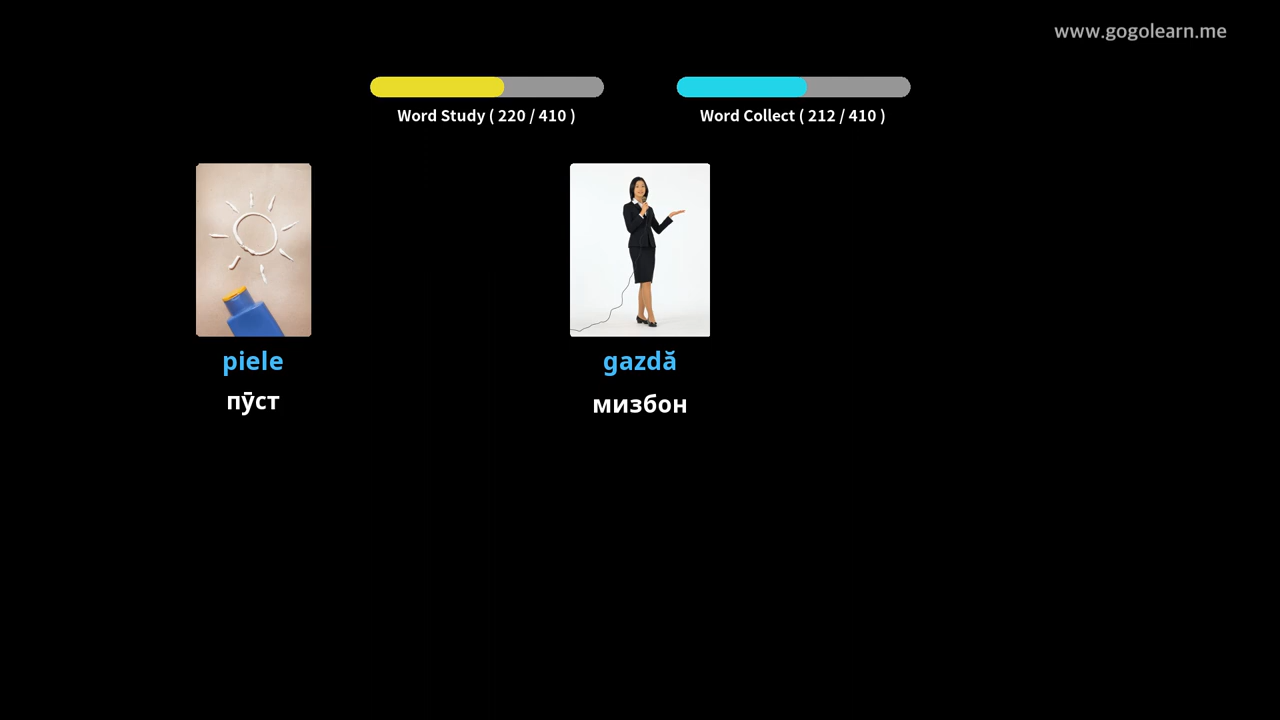 www.gogolearn.me
Word Study ( 220 / 410 )
Word Collect ( 212 / 410 )
piele
пӯст
gazdă
мизбон